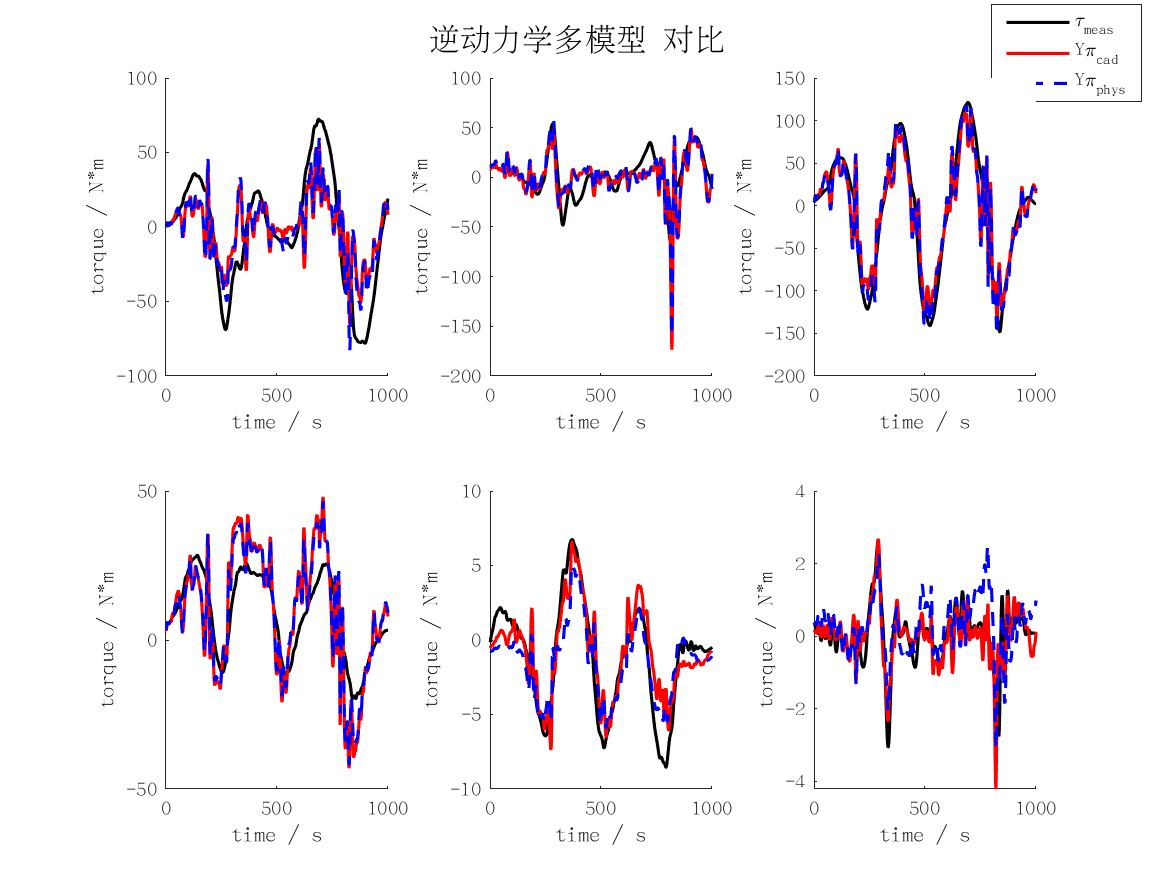 逆动力学多模型 对比
τmeas
Yπcad
Yπphys
100
50
0
-50
-100
torque / N*m
0 500 1000
time / s
100
50
0
-50
-100
-150
-200
torque / N*m
0 500 1000
time / s
150
100
50
0
-50
-100
-150
-200
torque / N*m
0 500 1000
time / s
50
0
-50
torque / N*m
0 500 1000
time / s
10
5
0
-5
-10
torque / N*m
0 500 1000
time / s
4
2
0
-2
-4
torque / N*m
0 500 1000
time / s